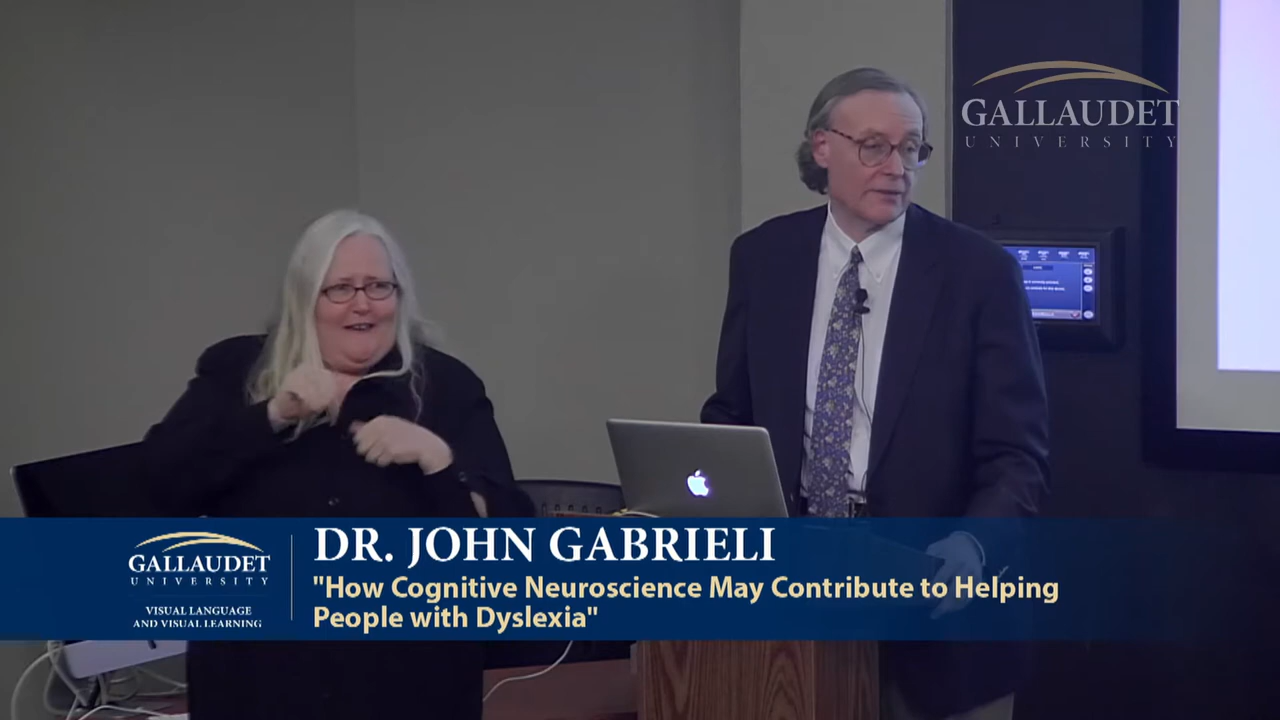 GALLAUDET
UNIVERSITY
GALLAUDET
UNIVERSITY
VISUAL LANGUAGE
AND VISUAL LEARNING
DR. JOHN GABRIELI
"How Cognitive Neuroscience May Contribute to Helping
People with Dyslexia"